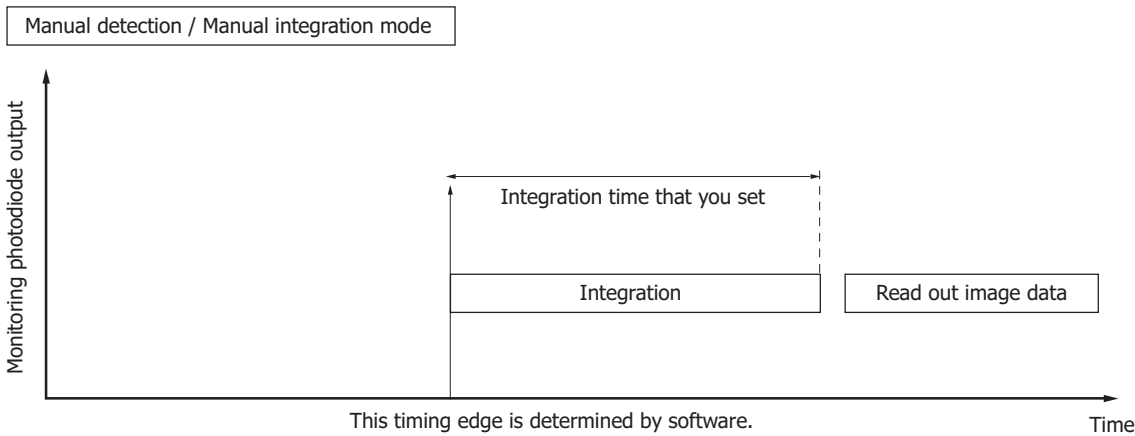 Manual detection / Manual integration mode
Monitoring photodiode output
Integration time that you set
Integration
Read out image data
This timing edge is determined by software.
Time